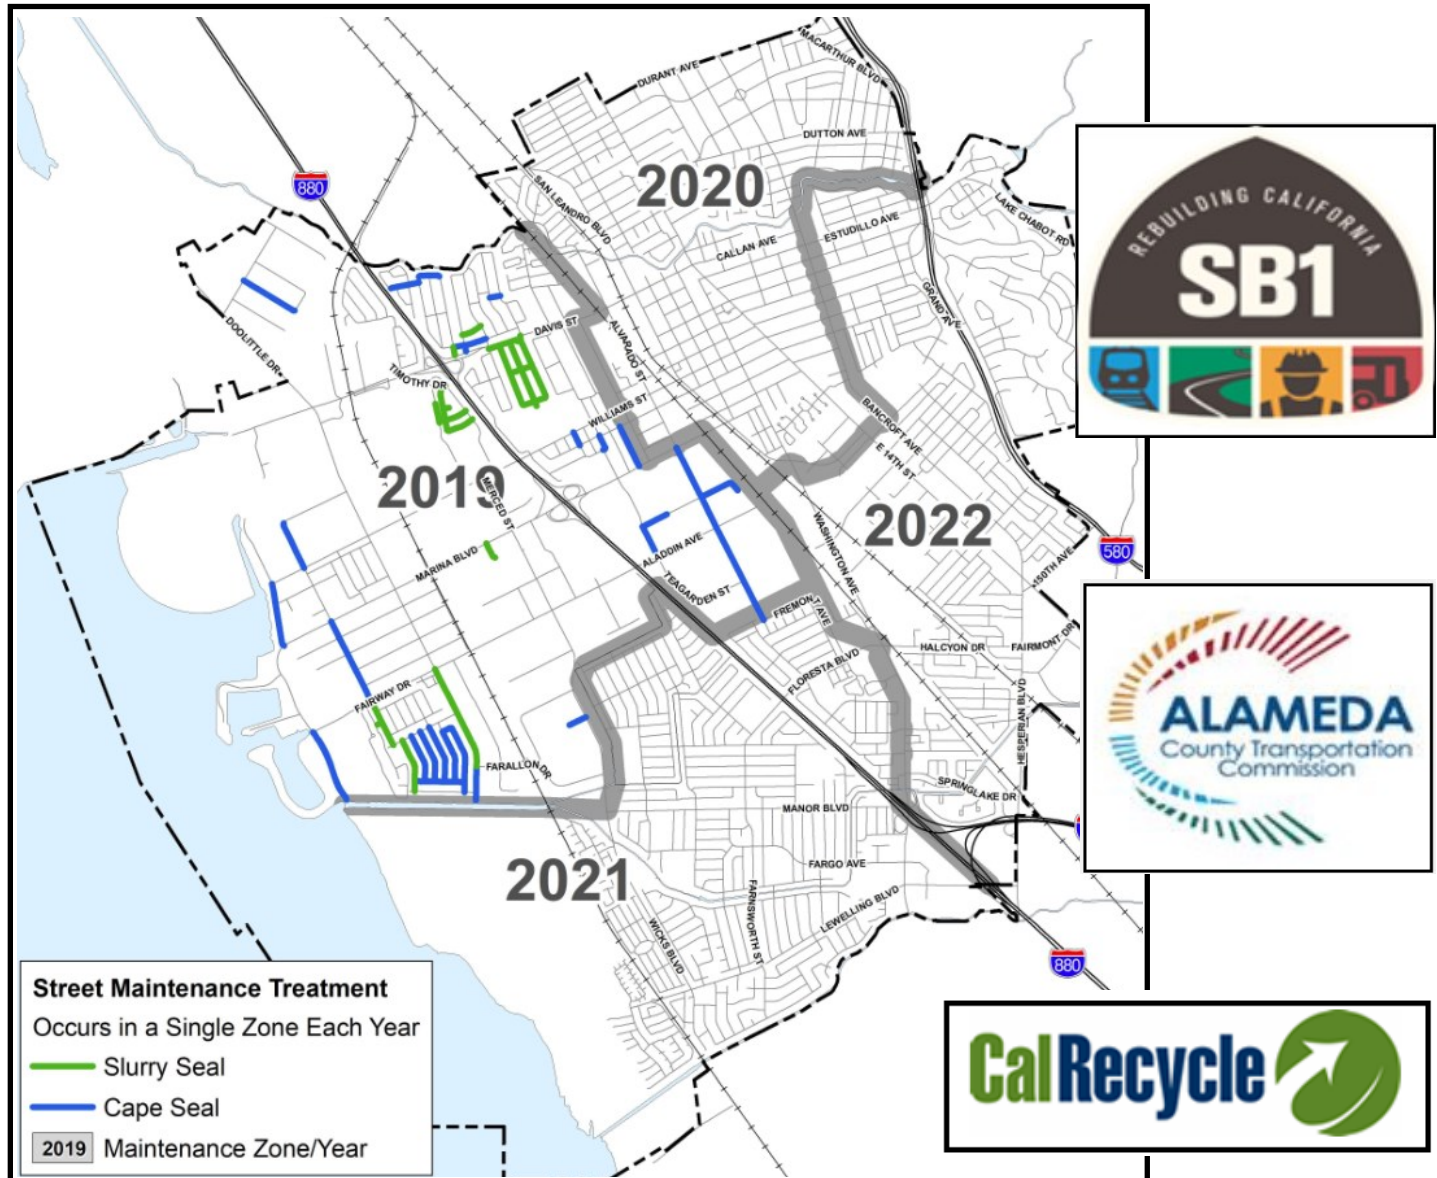 MACARTHUR BLVD
DURANT AVE
DUTTON AVE
2020
880
SAN LEANDRO BLVD
LAKE CHABOT RD
ESTUDILLO AVE
CALLAN AVE
GRAND AVE
DOOLITTLE DR
DAVIS ST
ALVARADO ST
TIMOTHY DR
WILLIAMS ST
BANCROFT AVE
E 14TH ST
2019
MERCED ST
2022
WASHINGTON AVE
580
MARINA BLVD
ALADDIN AVE
150TH AVE
TEAGARDEN ST
FREMONT AVE
HALCYON DR
FAIRMONT DR
FLORESTA BLVD
FAIRWAY DR
HESPERIAN BLVD
FARALLON DR
SPRINGLAKE DR
MANOR BLVD
2021
FARGO AVE
FARNSWORTH ST
LEWELLING BLVD
WICKS BLVD
880
Street Maintenance Treatment
Occurs in a Single Zone Each Year
Slurry Seal
Cape Seal
2019 Maintenance Zone/Year
REBUILDING CALIFORNIA
SB1
ALAMEDA
County Transportation
Commission
CalRecycle